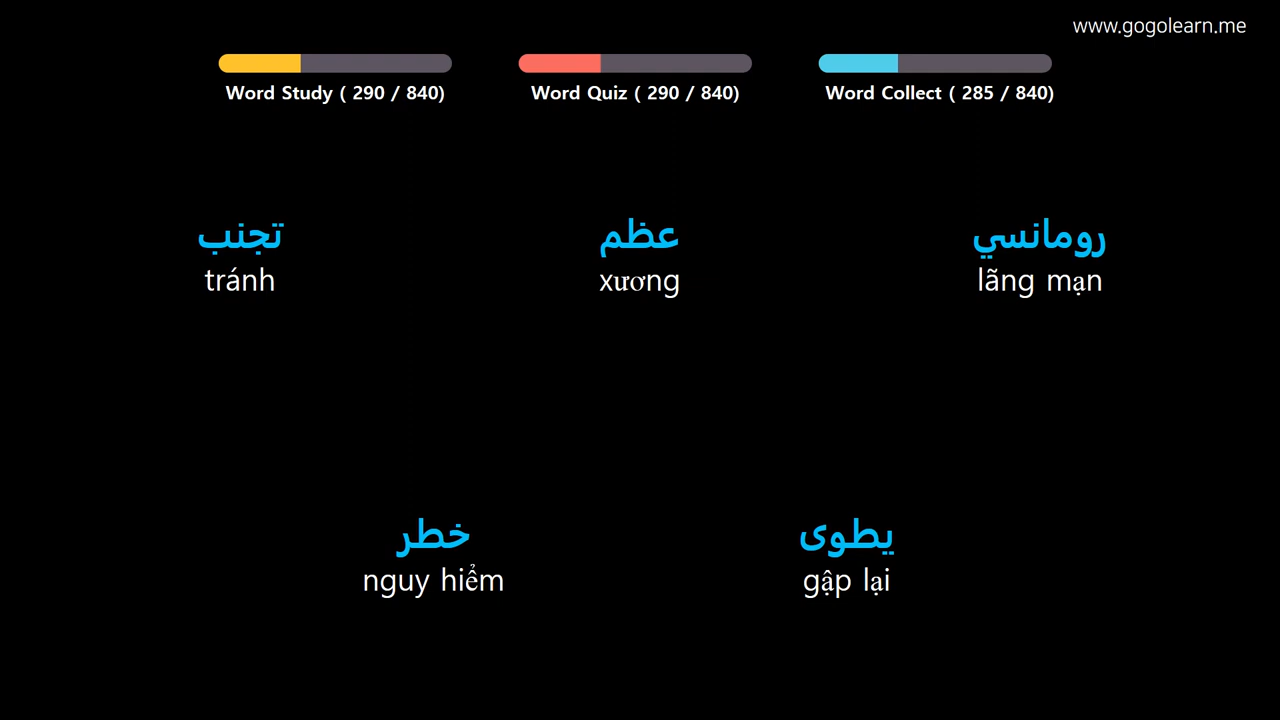 www.gogolearn.me
Word Study ( 290 / 840)
Word Quiz ( 290 / 840)
Word Collect ( 285 / 840)
تجنب
tránh
عظم
xương
رومانسي
lãng mạn
خطر
nguy hiểm
يطوى
gập lại